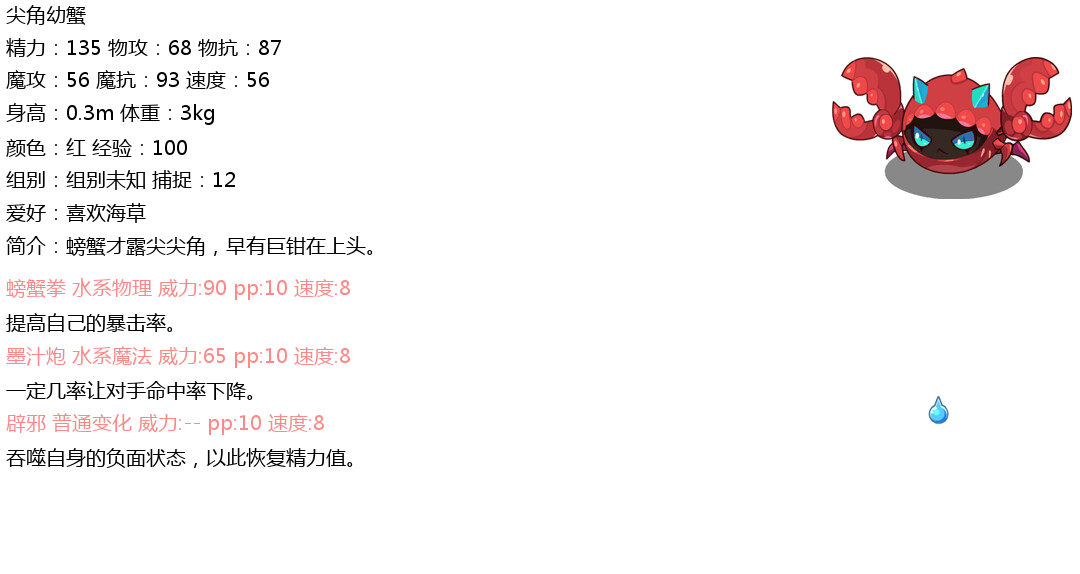 尖角幼蟹
精力：135 物攻：68 物抗：87
魔攻：56 魔抗：93 速度：56
身高：0.3m 体重：3kg
颜色：红 经验：100
组别：组别未知 捕捉：12
爱好：喜欢海草
简介：螃蟹才露尖尖角，早有巨钳在上头。
螃蟹拳 水系物理 威力:90 pp:10 速度:8
提高自己的暴击率。
墨汁炮 水系魔法 威力:65 pp:10 速度:8
一定几率让对手命中率下降。
辟邪 普通变化 威力:-- pp:10 速度:8
吞噬自身的负面状态，以此恢复精力值。